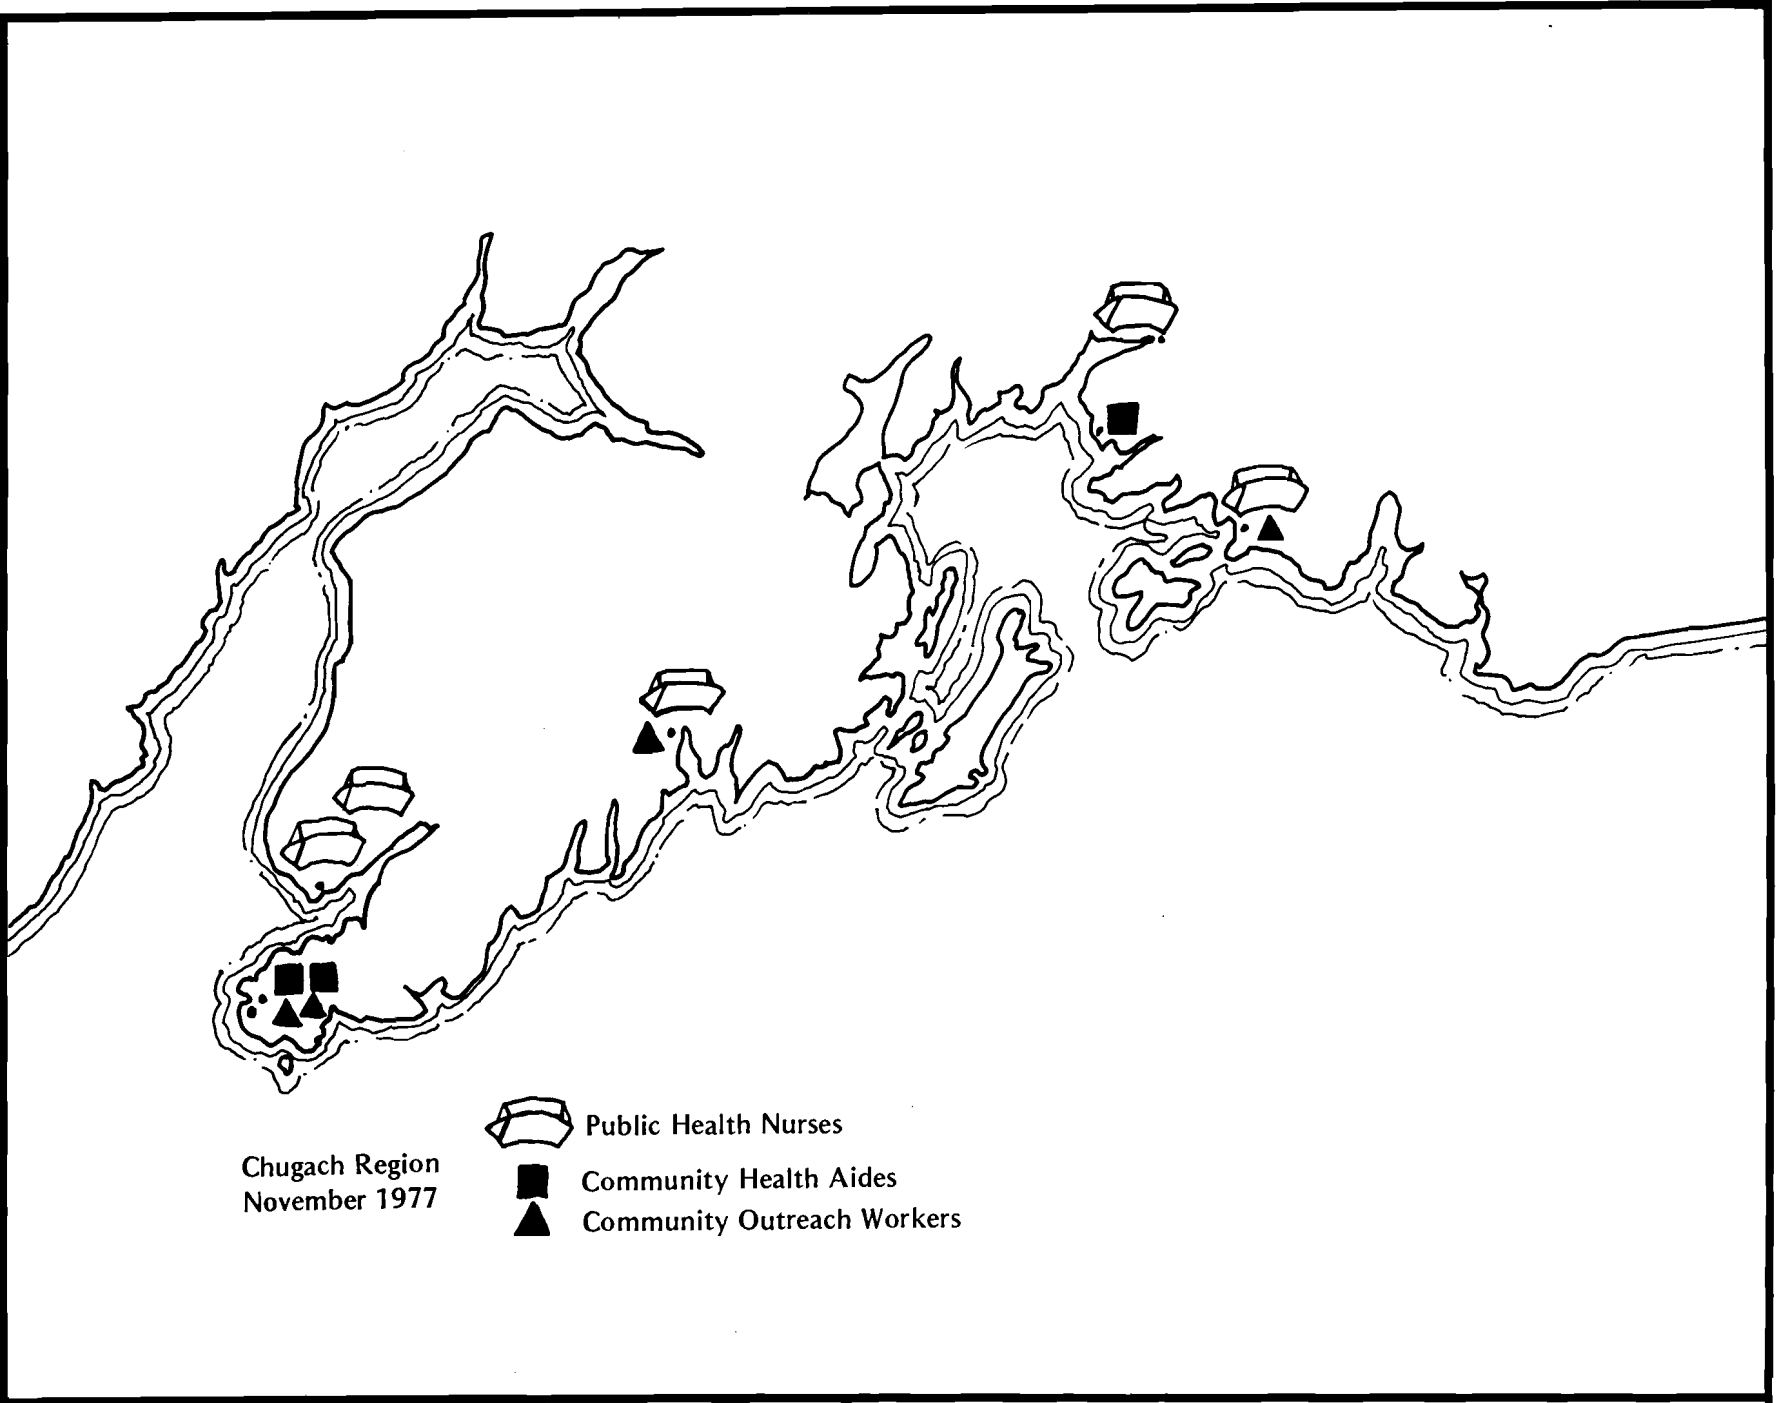 Chugach Region
November 1977
Public Health Nurses
Community Health Aides
Community Outreach Workers